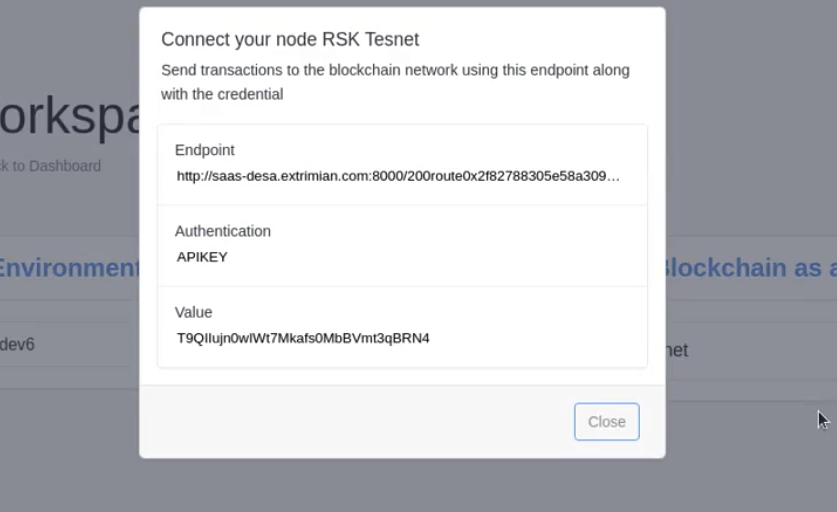 Connect your node RSK Tesnet
Send transactions to the blockchain network using this endpoint along
with the credential
orkspa
ck to Dashboard
Endpoint
http://saas-desa.extrimian.com:8000/200route0x2f82788305e58a309…
Authentication
APIKEY
Environment
Blockchain as a
Value
T9QIlujn0wlWt7Mkafs0MbBVmt3qBRN4
dev6
net
Close